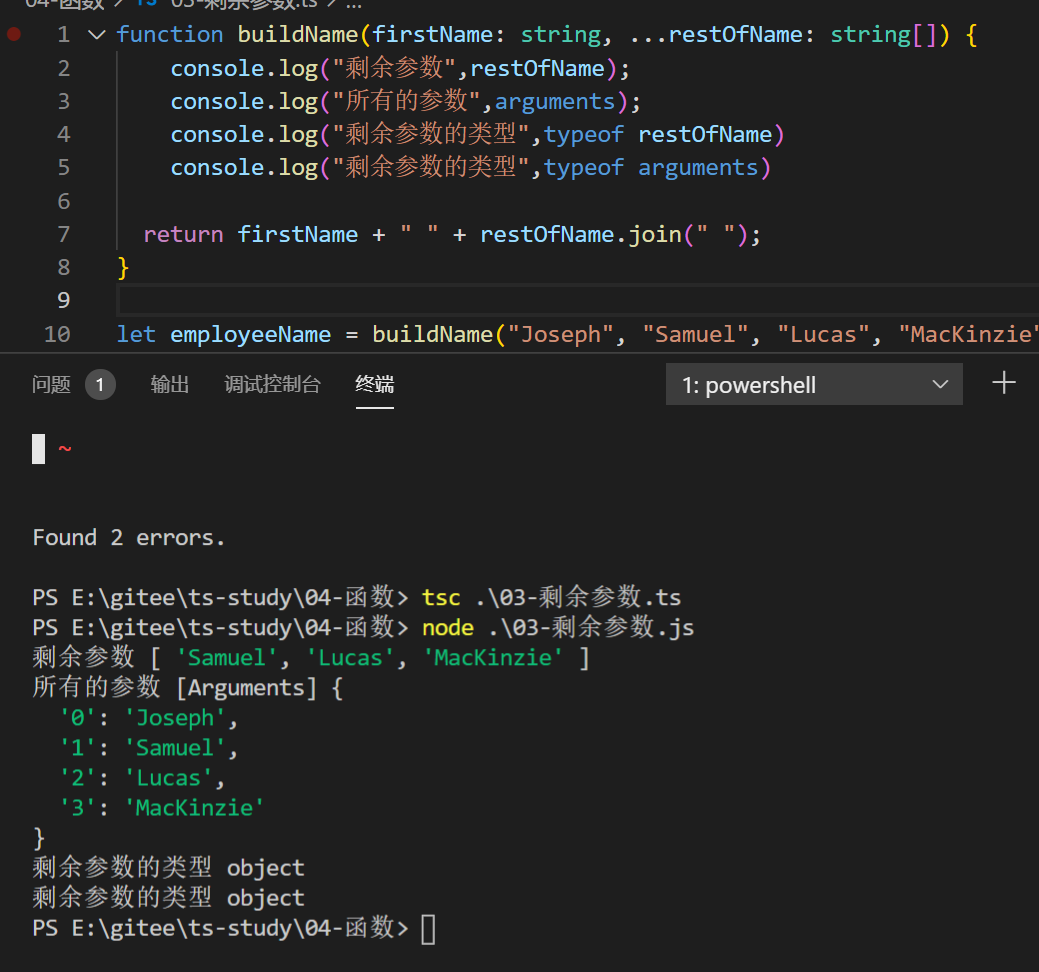 04-函数 > TS 03-剩余参数.ts > ...
1 function buildName(firstName: string, ...restOfName: string[]) {
2 console.log("剩余参数",restOfName);
3 console.log("所有的参数",arguments);
4 console.log("剩余参数的类型",typeof restOfName)
5 console.log("剩余参数的类型",typeof arguments)
6
7 return firstName + " " + restOfName.join(" ");
8 }
9
10 let employeeName = buildName("Joseph", "Samuel", "Lucas", "MacKinzie"
问题 1 输出 调试控制台 终端 1: powershell
~
Found 2 errors.
PS E:\gitee\ts-study\04-函数> tsc .\03-剩余参数.ts
PS E:\gitee\ts-study\04-函数> node .\03-剩余参数.js
剩余参数 [ 'Samuel', 'Lucas', 'MacKinzie' ]
所有的参数 [Arguments] {
'0': 'Joseph',
'1': 'Samuel',
'2': 'Lucas',
'3': 'MacKinzie'
}
剩余参数的类型 object
剩余参数的类型 object
PS E:\gitee\ts-study\04-函数>